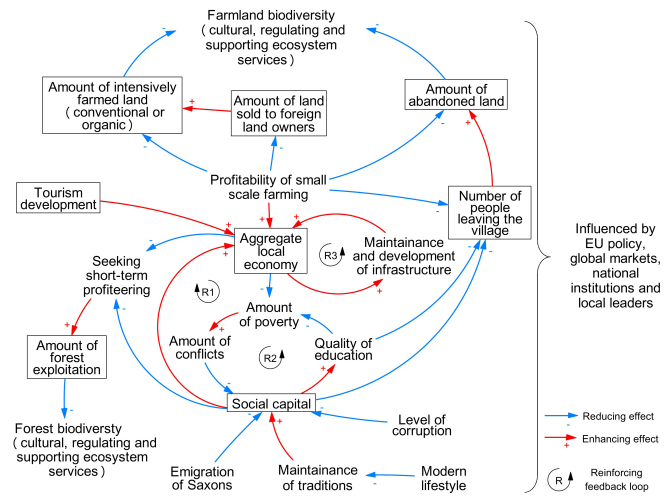 Farmland biodiversity
( cultural, regulating and
supporting ecosystem
services )
Amount of intensively
farmed land
( conventional or
organic )
Amount of land
sold to foreign
land owners
Amount of
abandoned land
Profitability of small
scale farming
Tourism
development
Number of
people
leaving the
village
Aggregate
local
economy
R3
Maintainance
and development
of infrastructure
Seeking
short-term
profiteering
R1
Amount
of poverty
Amount of
conflicts
R2
Quality of
education
Amount of
forest
exploitation
Social capital
Level of
corruption
Forest biodiversty
( cultural, regulating and
supporting ecosystem
services )
Emigration
of Saxons
Maintainance
of traditions
Modern
lifestyle
Influenced by
EU policy,
global markets,
national
institutions and
local leaders
Reducing effect
-
Enhancing effect
+
R
Reinforcing
feedback loop